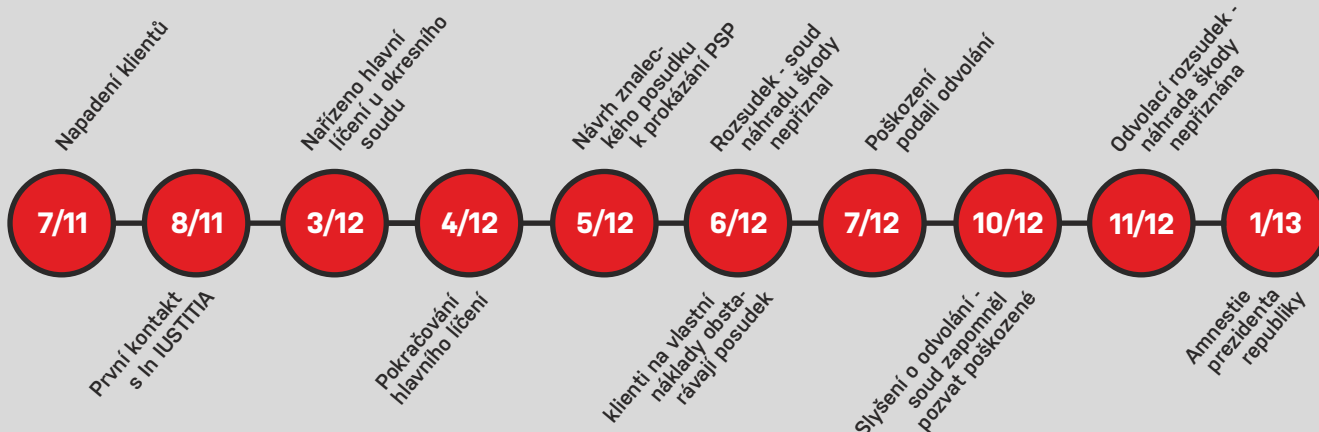 Napadení klientů
7/11
8/11
První kontakt
s In IUSTITIA
Nařízeno hlavní
líčení u okresního
soudu
3/12
4/12
Pokračování
hlavního líčení
Návrh znalec-
kého posudku
k prokázání PSP
5/12
Rozsudek - soud
náhradu škody
nepřiznal
6/12
klienti na vlastní
náklady obsta-
rávají posudek
Poškození
podali odvolání
7/12
10/12
Slyšení o odvolání -
soud zapomněl
pozvat poškozené
Odvolací rozsudek -
náhrada škody
nepřiznána
11/12
1/13
Amnestie
prezidenta
republiky